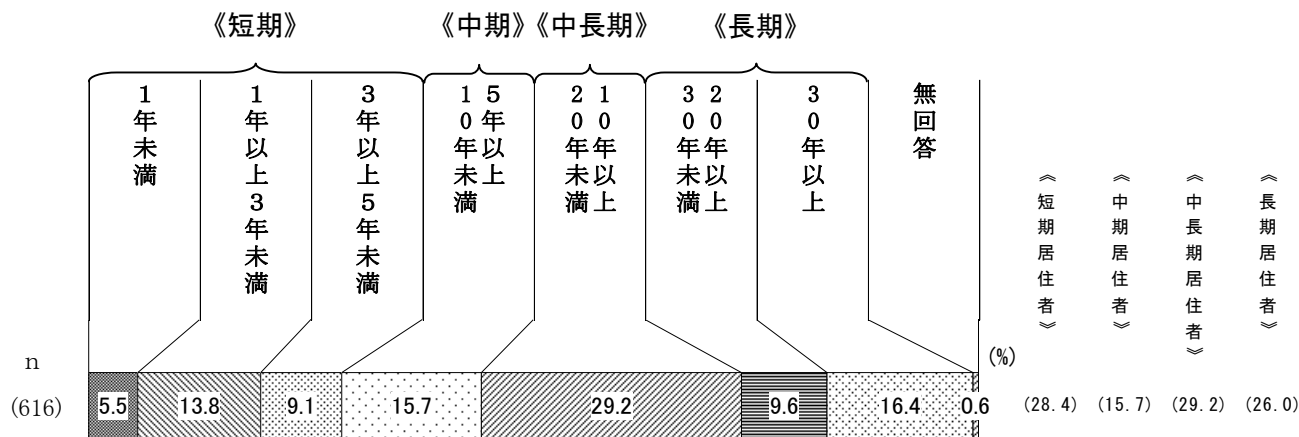 《短期》
《中期》
《中長期》
《長期》
1年未満
1年以上3年未満
3年以上5年未満
5年以上
10年未満
10年以上
20年未満
20年以上
30年未満
30年以上
無回答
《短期居住者》
《中期居住者》
《中長期居住者》
《長期居住者》
n
(%)
(616)
5.5
13.8
9.1
15.7
29.2
9.6
16.4
0.6
(28.4)
(15.7)
(29.2)
(26.0)